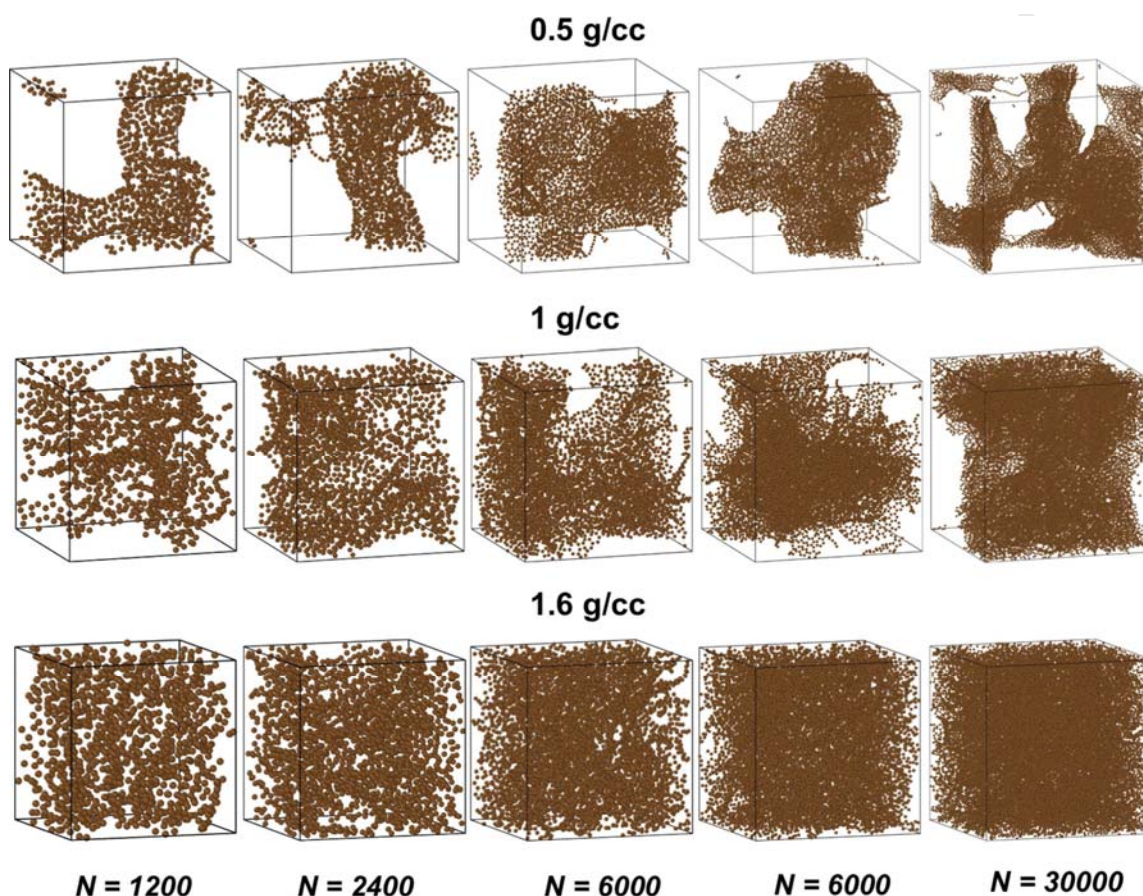 0.5 g/cc
1 g/cc
1.6 g/cc
N = 1200 N = 2400 N = 6000 N = 6000 N = 30000